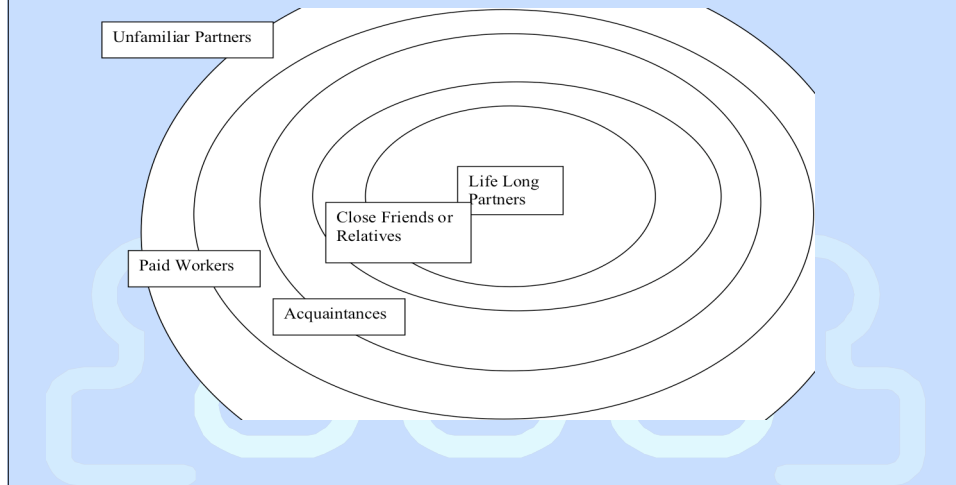 Unfamiliar Partners
Life Long
Partners
Close Friends or
Relatives
Paid Workers
Acquaintances